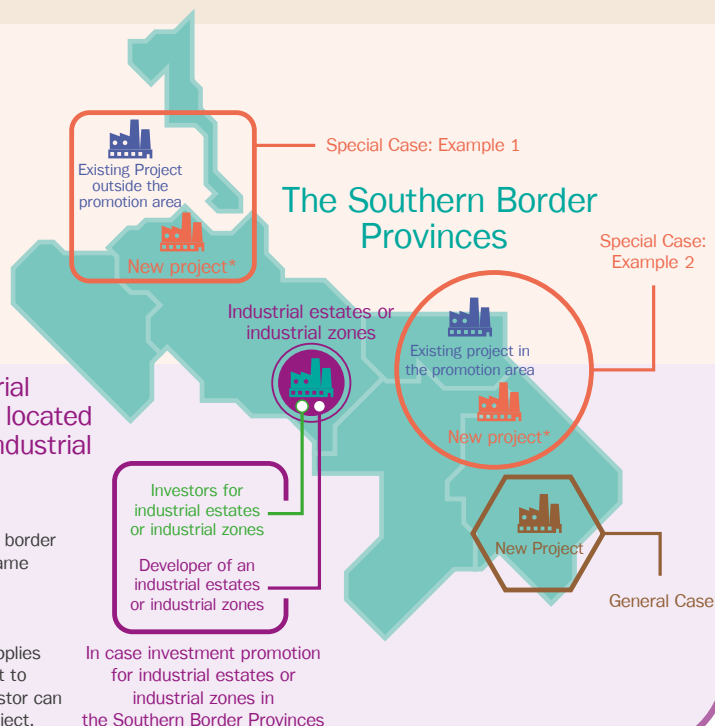 Existing Project
outside the
promotion area
New project*
Special Case: Example 1
The Southern Border
Provinces
Special Case:
Example 2
Industrial estates or
industrial zones
Existing project in
the promotion area
New project*
rial
located
ndustrial
Investors for
industrial estates
or industrial zones
Developer of an
industrial estates
or industrial zones
New Project
General Case
border
ame
pplies
t to
stor can
ject.
In case investment promotion
for industrial estates or
industrial zones in
the Southern Border Provinces